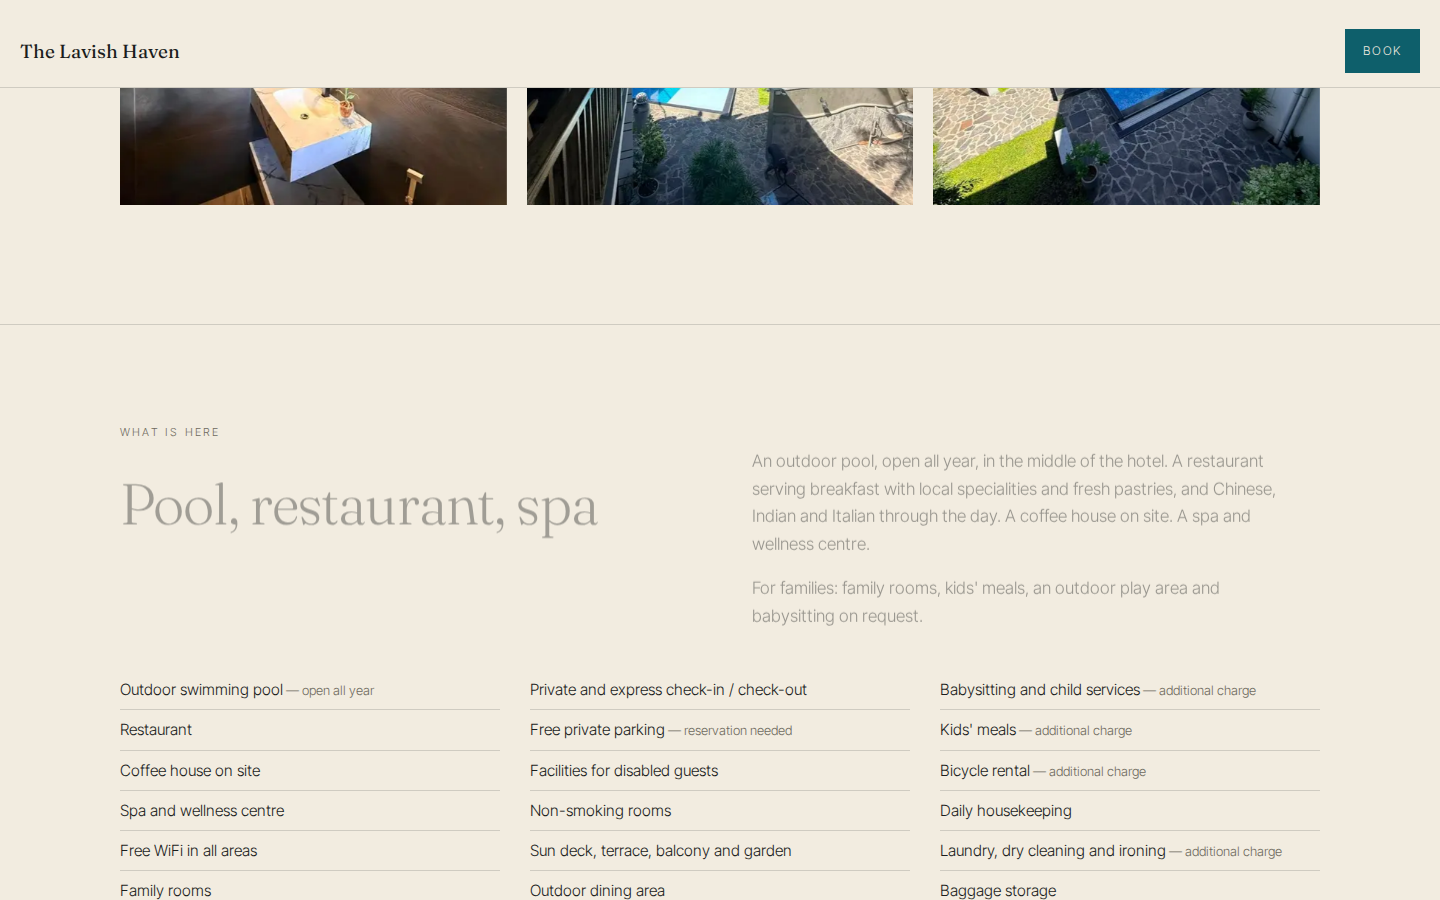 The Lavish Haven
BOOK
WHAT IS HERE
Pool, restaurant, spa
An outdoor pool, open all year, in the middle of the hotel. A restaurant
serving breakfast with local specialities and fresh pastries, and Chinese,
Indian and Italian through the day. A coffee house on site. A spa and
wellness centre.
For families: family rooms, kids' meals, an outdoor play area and
babysitting on request.
Outdoor swimming pool — open all year
Restaurant
Coffee house on site
Spa and wellness centre
Free WiFi in all areas
Family rooms
Private and express check-in / check-out
Free private parking — reservation needed
Facilities for disabled guests
Non-smoking rooms
Sun deck, terrace, balcony and garden
Outdoor dining area
Babysitting and child services — additional charge
Kids' meals — additional charge
Bicycle rental — additional charge
Daily housekeeping
Laundry, dry cleaning and ironing — additional charge
Baggage storage